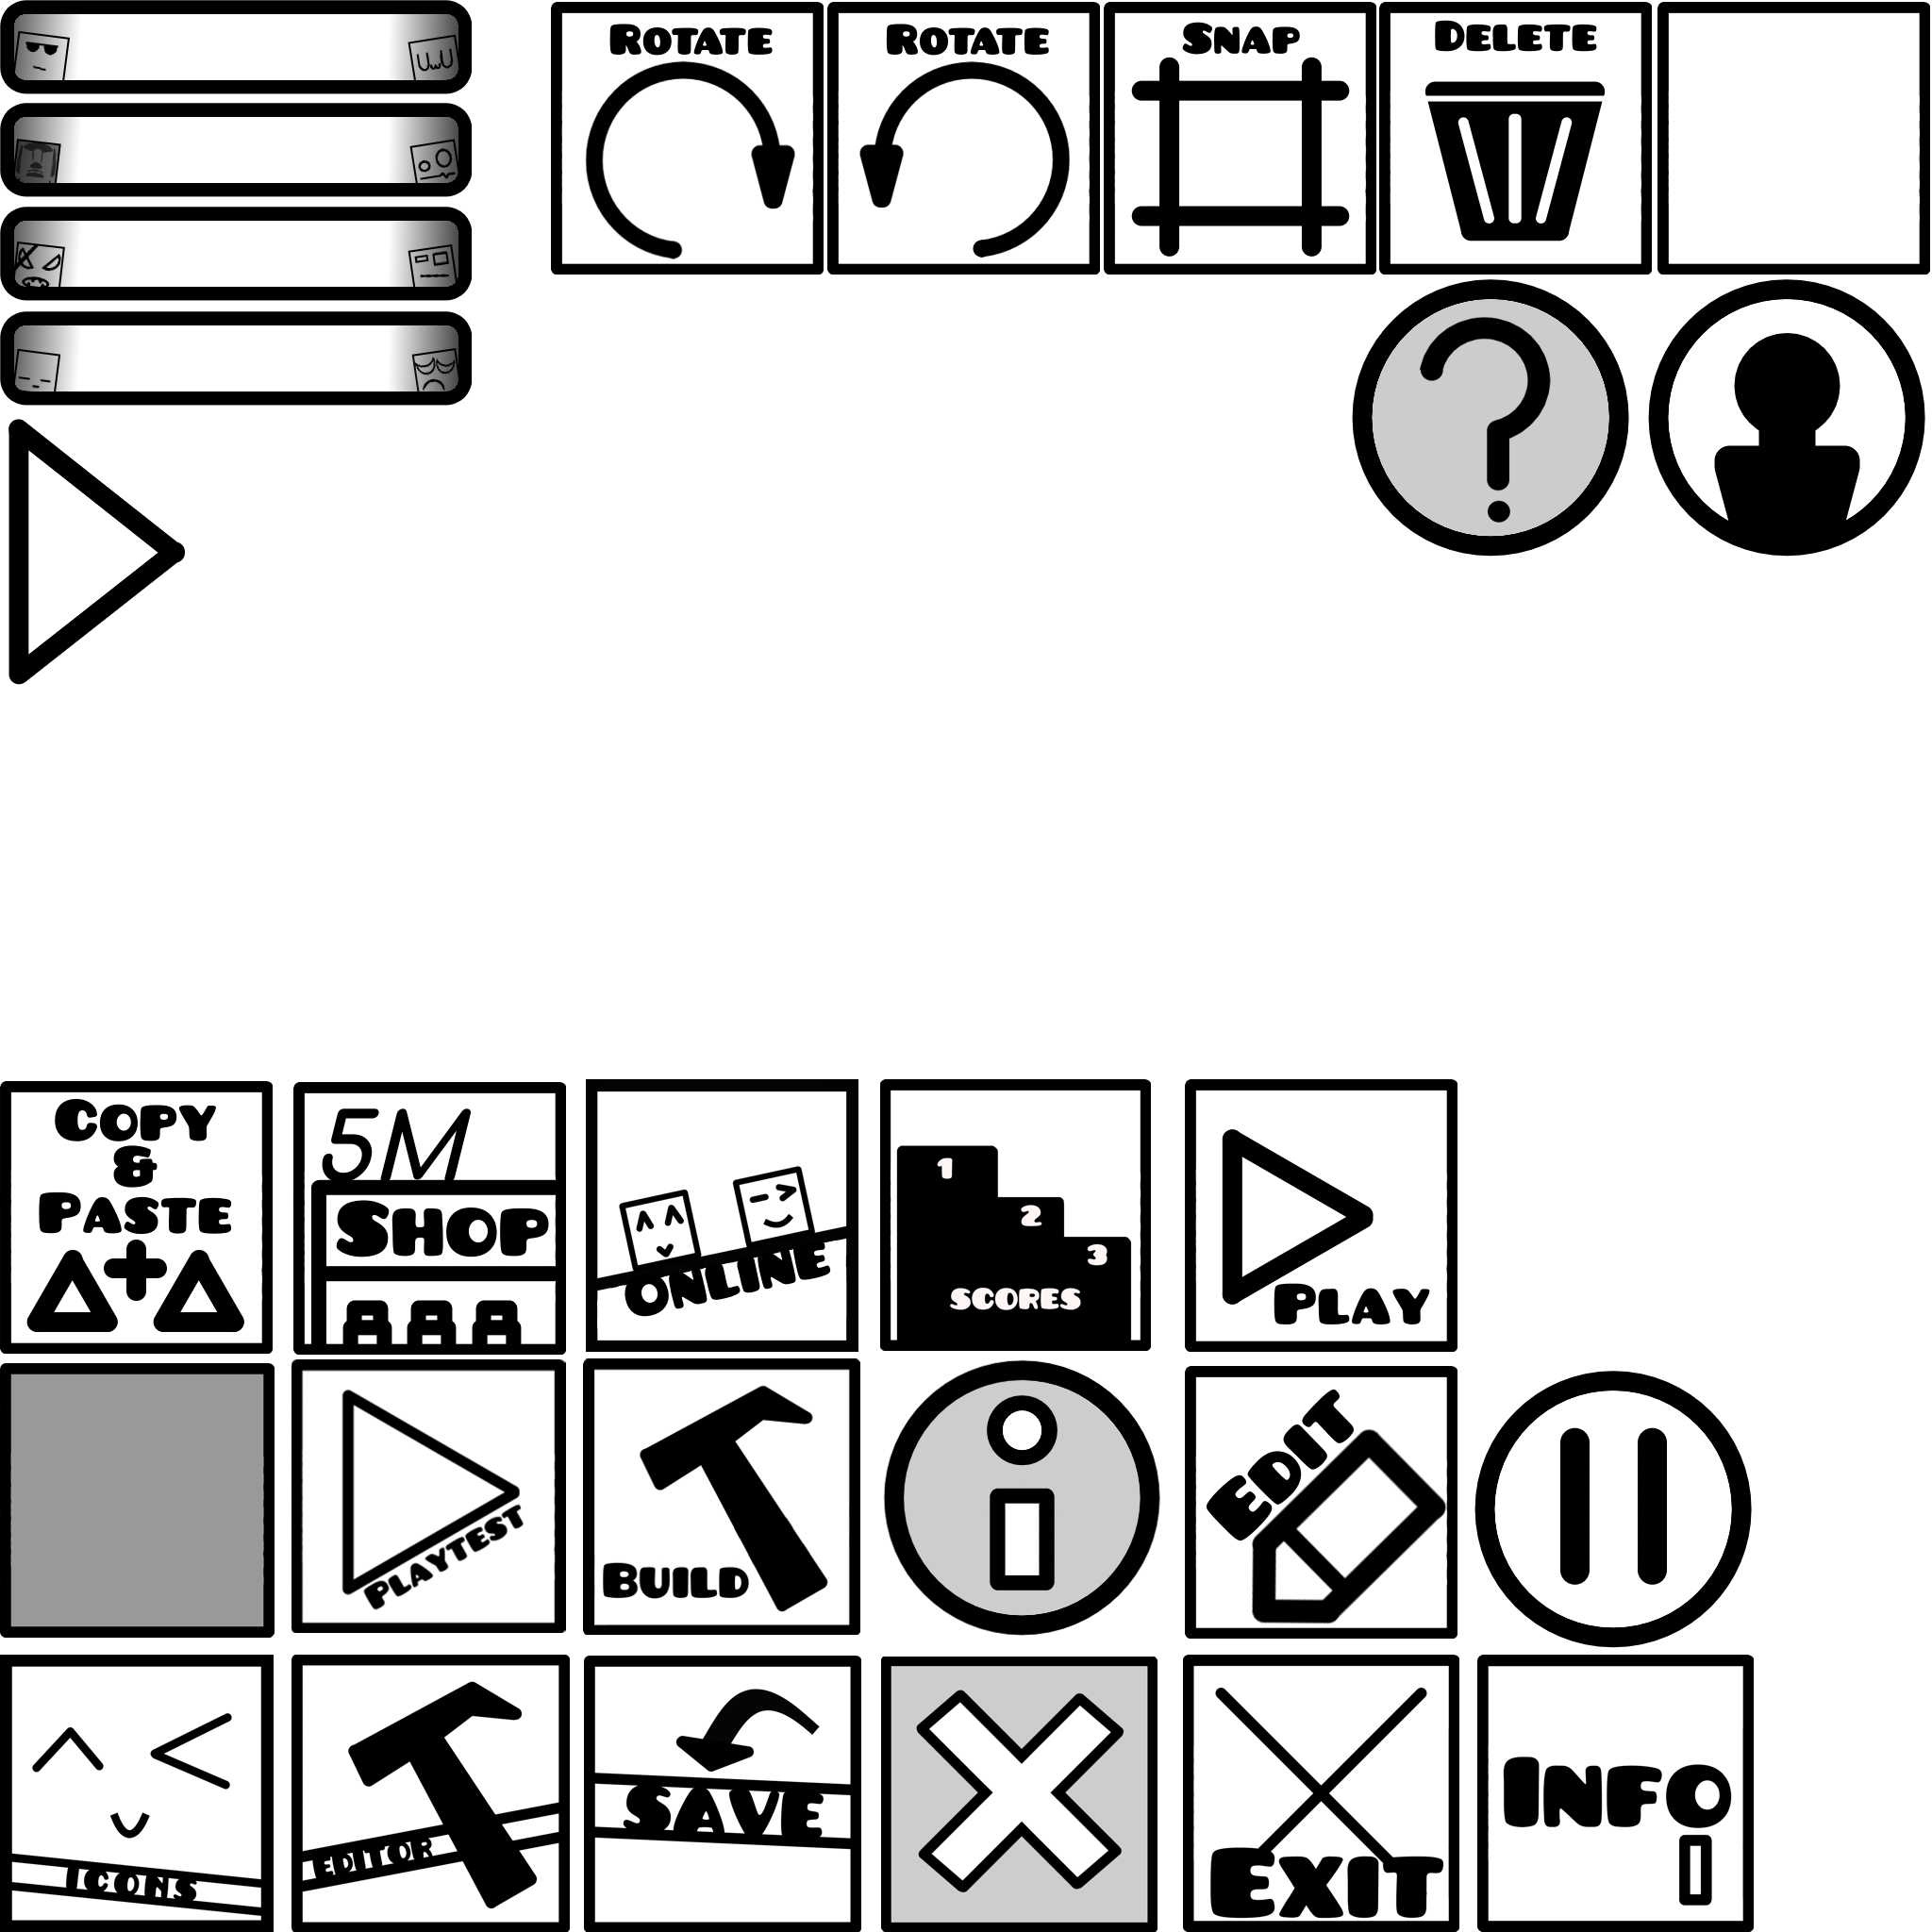 ROTATE
ROTATE
SNAP
DELETE
UwU
?
COPY
&
PASTE
5M
SHOP
ONLINE
1
2
3
SCORES
PLAY
PLAYTEST
BUILD
EDIT
ICONS
EDITOR
SAVE
EXIT
INFO